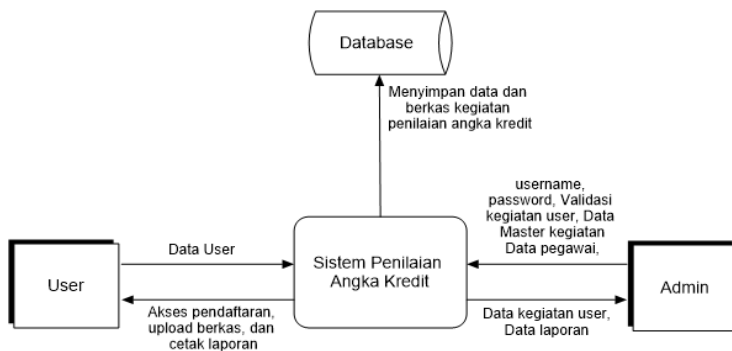 Database
Menyimpan data dan
berkas kegiatan
penilaian angka kredit
username,
password, Validasi
kegiatan user, Data
Master kegiatan
Data pegawai,
User
Data User
Akses pendaftaran,
upload berkas, dan
cetak laporan
Sistem Penilaian
Angka Kredit
Data kegiatan user,
Data laporan
Admin